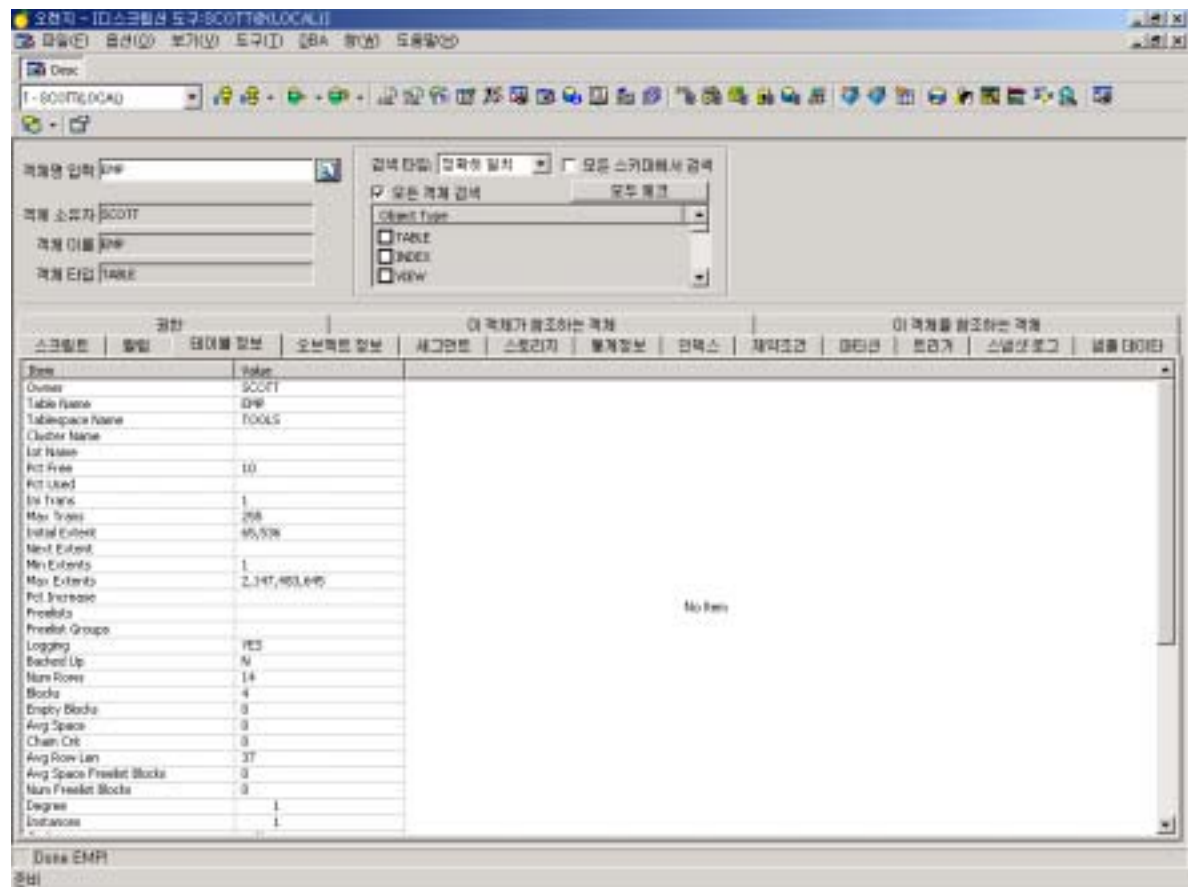 오렌지 - [디스크립션 도구:SCOTT@N(LOCAL)]
파일(F) 옵션(O) 보기(V) 도구(T) DBA 창(W) 도움말(H)
Desc
1 - SCOTT(LOCAL)
객체명 입력 EMP
검색 타입: 정확히 일치 모든 스키마에서 검색
모든 객체 검색 모두 체크
객체 소유자 SCOTT
Object Type
객체 이름 EMP
TABLE
INDEX
객체 타입 TABLE
VIEW
권한 이 객체가 참조하는 객체 이 객체를 참조하는 객체
스크립트 컬럼 테이블 정보 오브젝트 정보 세그먼트 스토리지 통계정보 인덱스 제약조건 파티션 트리거 스냅샷 로그 샘플 데이터
Item Value
Owner SCOTT
Table Name EMP
Tablespace Name TOOLS
Cluster Name
Iot Name
Pct Free 10
Pct Used
Ini Trans 1
Max Trans 255
Initial Extent 65,536
Next Extent
Min Extents 1
Max Extents 2,147,483,645
Pct Increase
Freelists
Freelist Groups
Logging YES
Backed Up N
Num Rows 14
Blocks 4
Empty Blocks 0
Avg Space 0
Chain Cnt 0
Avg Row Len 37
Avg Space Freelist Blocks 0
Num Freelist Blocks 0
Degree 1
Instances 1
No Item
Done EMP!
준비